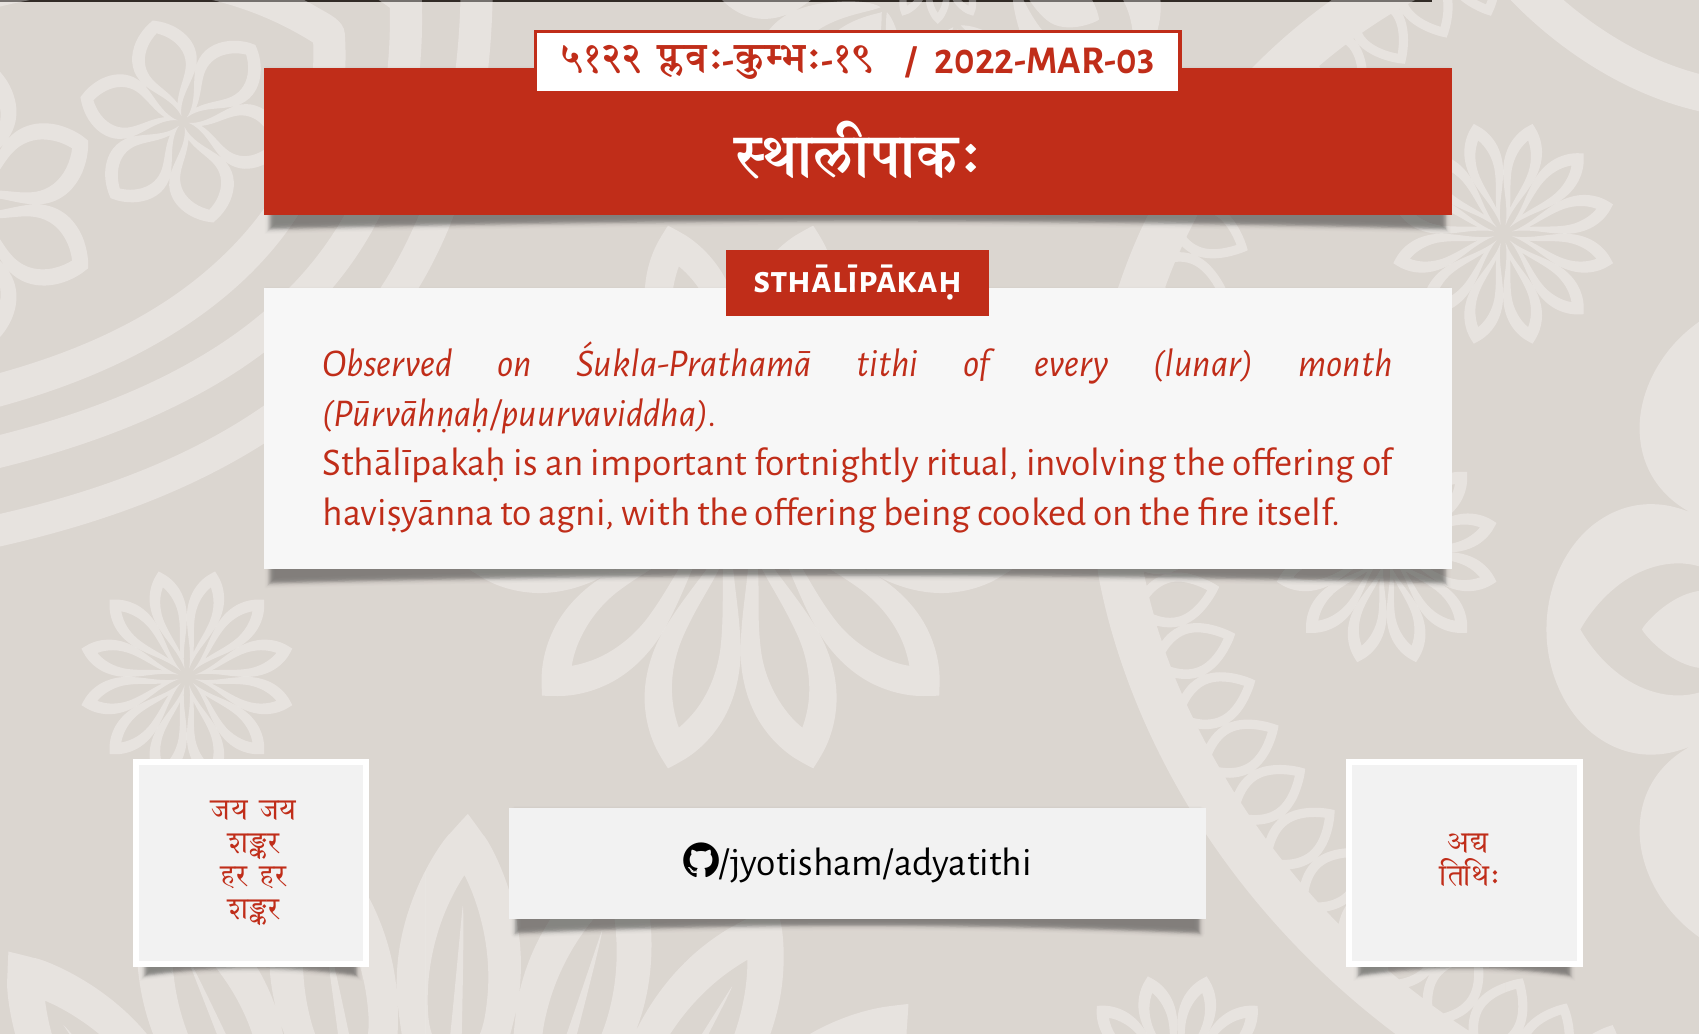 ५१२२ प्लवः-कुम्भः-१९ / 2022-MAR-03
स्थालीपाकः
STHĀLĪPĀKAḤ
Observed on Śukla-Prathamā tithi of every (lunar) month
(Pūrvāhṇaḥ/puurvaviddha).
Sthālīpakaḥ is an important fortnightly ritual, involving the offering of
haviṣyānna to agni, with the offering being cooked on the fire itself.
जय जय
शङ्कर
हर हर
शङ्कर
/jyotisham/adyatithi
अद्य
तिथिः